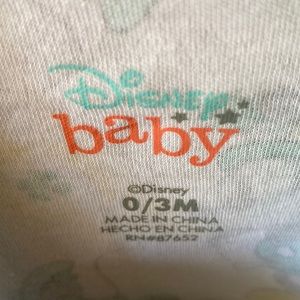 Disney
baby
©Disney
0/3M
MADE IN CHINA
HECHO EN CHINA
RN#87652